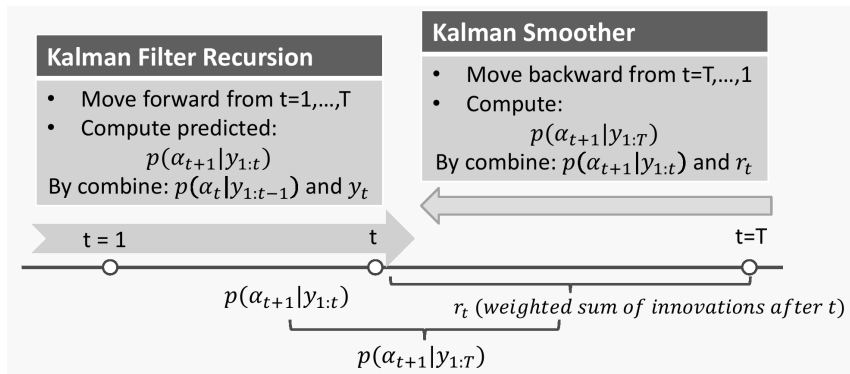 Kalman Filter Recursion
• Move forward from t=1,…,T
• Compute predicted:
p(α_{t+1}|y_{1:t})
By combine: p(α_t|y_{1:t−1}) and y_t
Kalman Smoother
• Move backward from t=T,…,1
• Compute:
p(α_{t+1}|y_{1:T})
By combine: p(α_{t+1}|y_{1:t}) and r_t
t = 1
t
t=T
p(α_{t+1}|y_{1:t})
r_t (weighted sum of innovations after t)
p(α_{t+1}|y_{1:T})